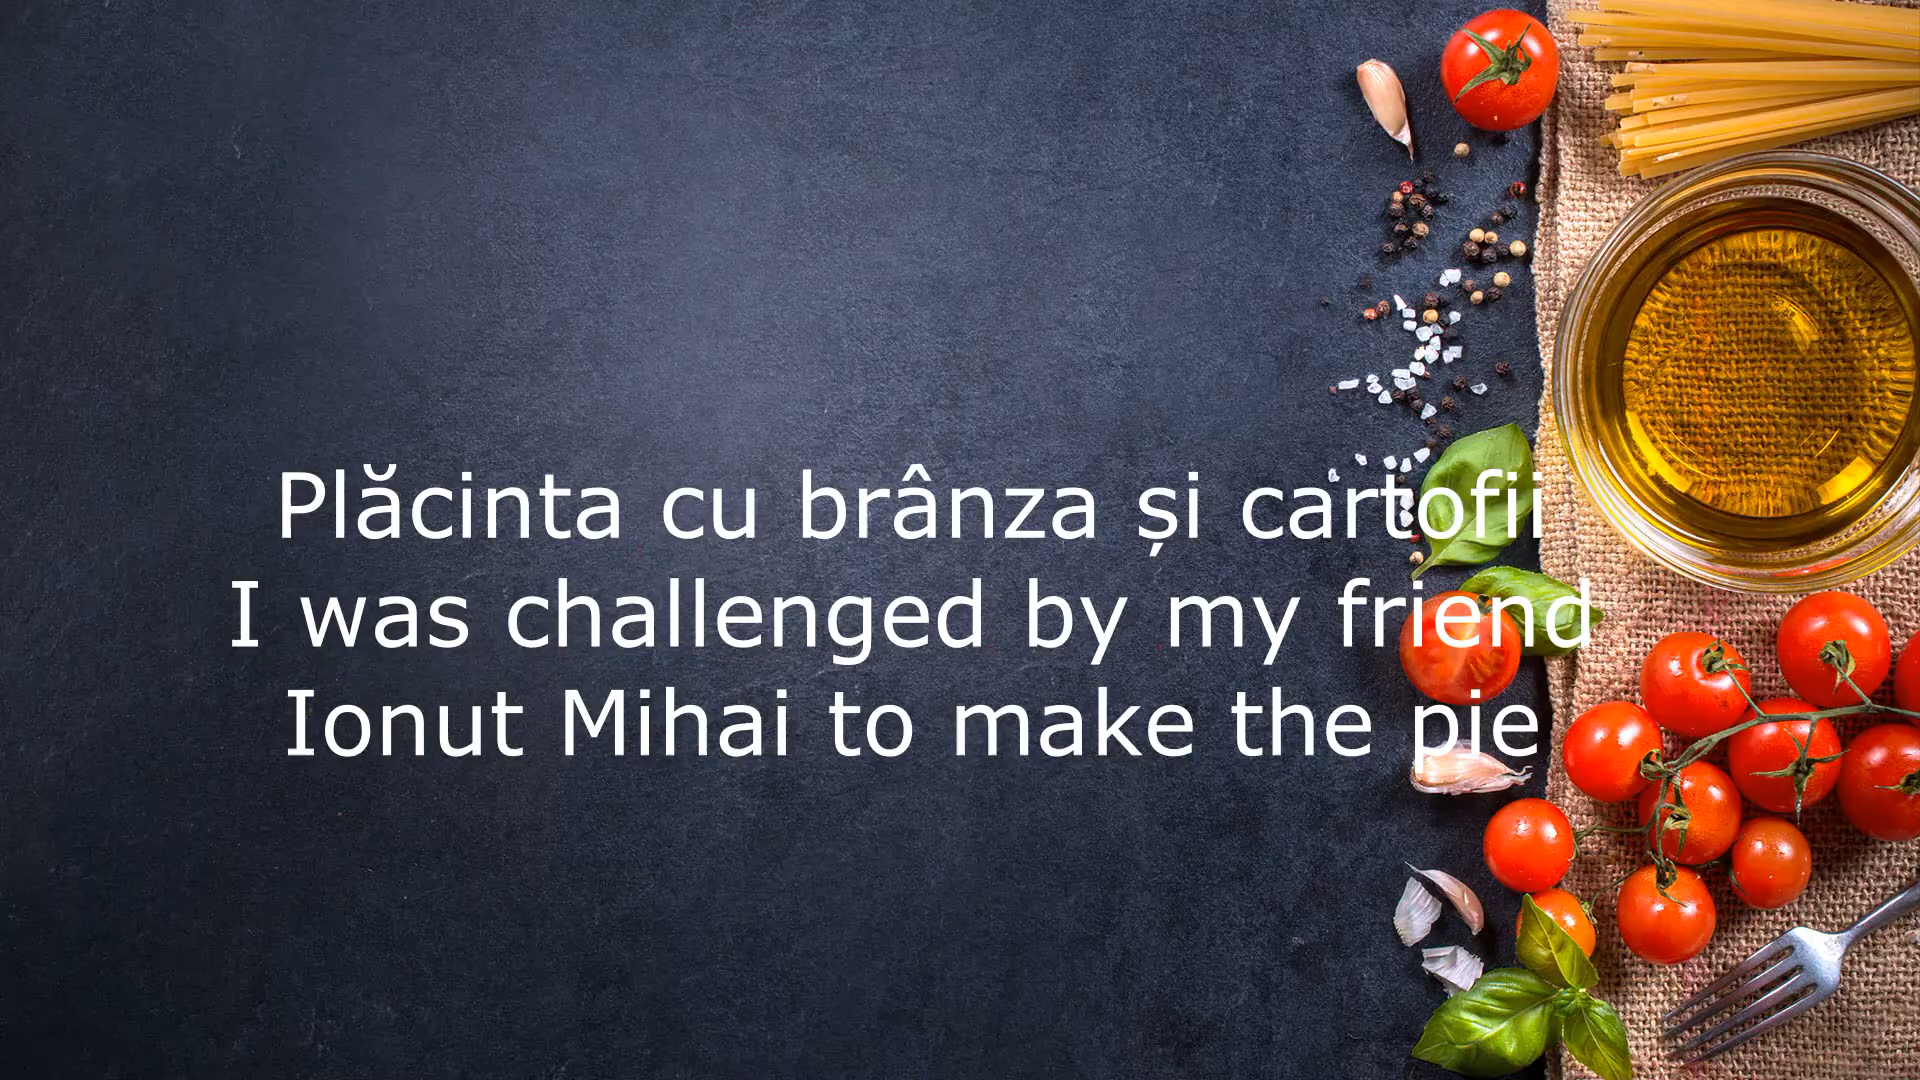 Plăcinta cu brânza și cartofii
I was challenged by my friend
Ionut Mihai to make the pie